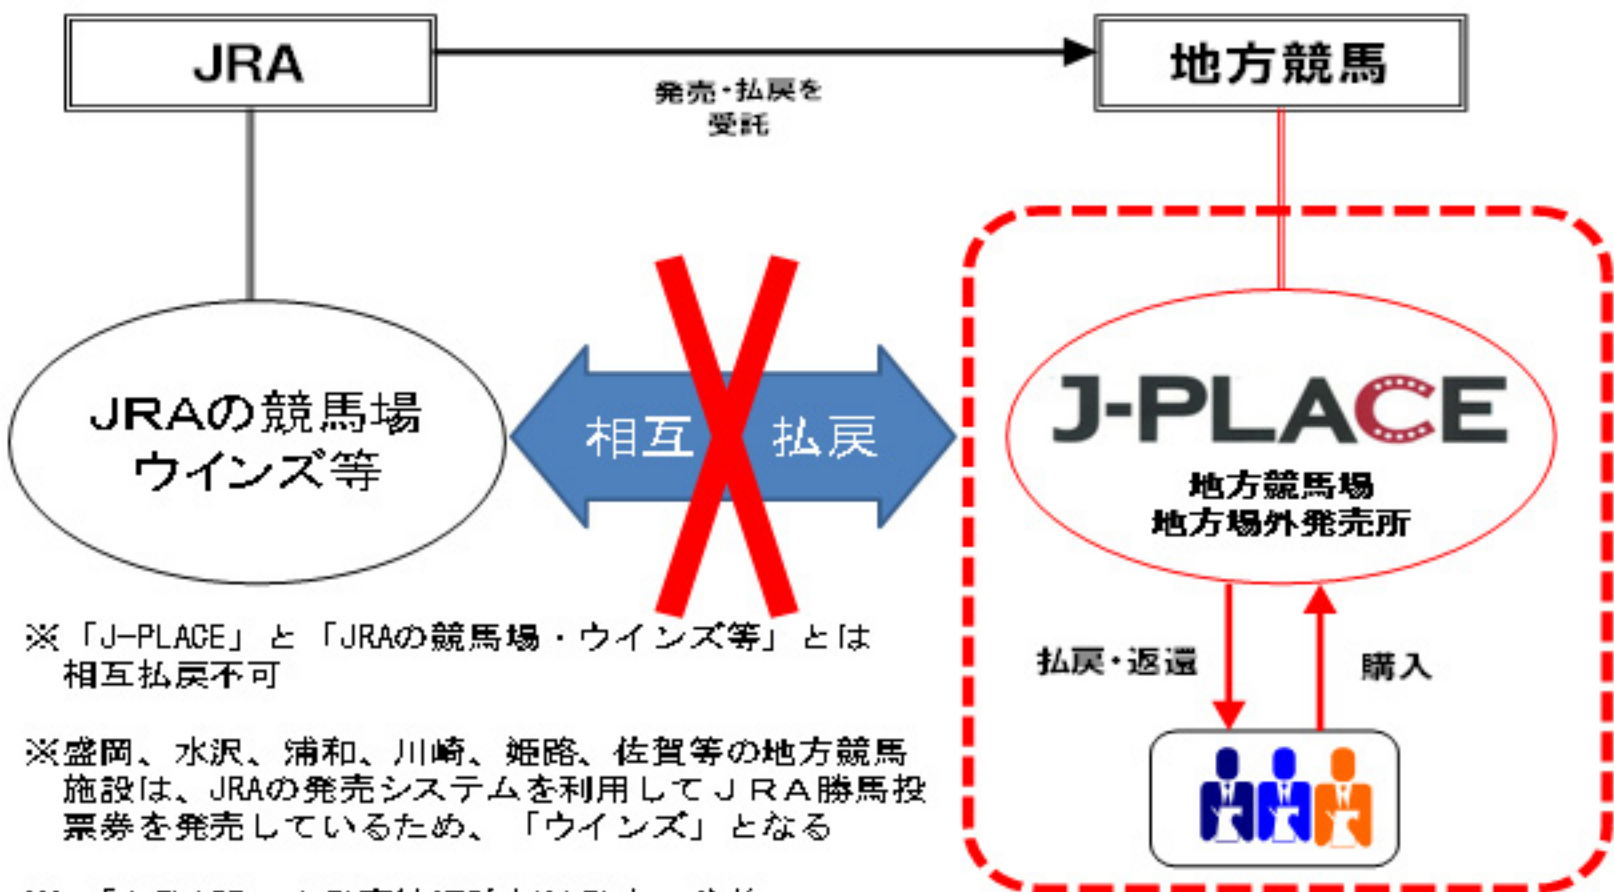 JRA
地方競馬
発売・払戻を
受託
JRAの競馬場
ウインズ等
相互 払戻
J-PLACE
地方競馬場
地方場外発売所
払戻・返還
購入
※「J-PLACE」と「JRAの競馬場・ウインズ等」とは
相互払戻不可
※盛岡、水沢、浦和、川崎、姫路、佐賀等の地方競馬
施設は、JRAの発売システムを利用してJRA勝馬投
票券を発売しているため、「ウインズ」となる